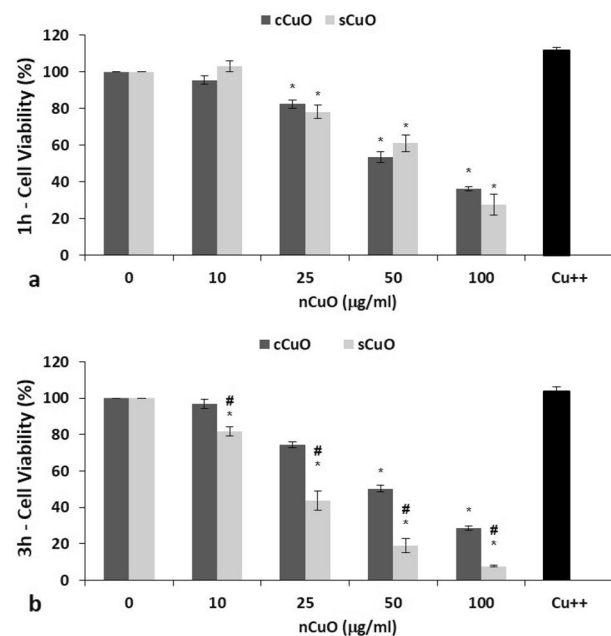 cCuO sCuO
120
100
80
60
40
20
0
1h - Cell Viability (%)
* *
* *
* *
0 10 25 50 100 Cu++
nCuO (µg/ml)
a
cCuO sCuO
120
100
80
60
40
20
0
3h - Cell Viability (%)
# *
# *
* # *
* # *
0 10 25 50 100 Cu++
nCuO (µg/ml)
b